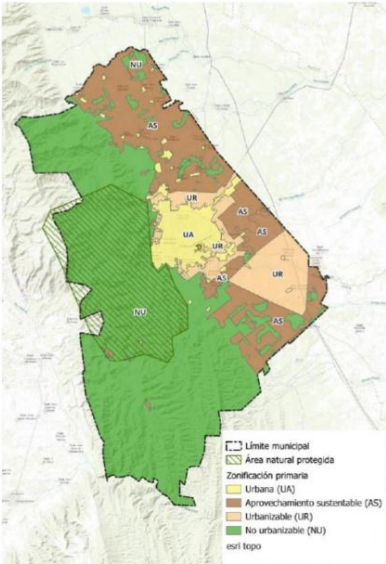 NU
AS
UR
AS
UA
UR
AS
UR
AS
NU
AS
Límite municipal
Área natural protegida
Zonificación primaria
Urbana (UA)
Aprovechamiento sustentable (AS)
Urbanizable (UR)
No urbanizable (NU)
esri topo